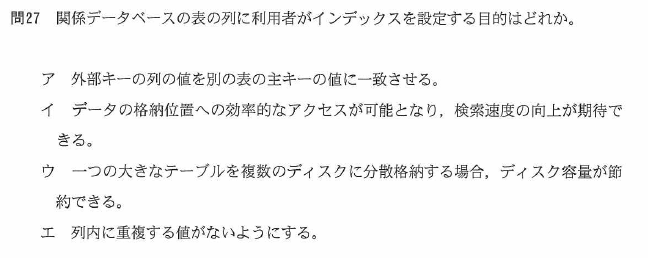 問27 関係データベースの表の列に利用者がインデックスを設定する目的はどれか。
ア 外部キーの列の値を別の表の主キーの値に一致させる。
イ データの格納位置への効率的なアクセスが可能となり，検索速度の向上が期待で
きる。
ウ 一つの大きなテーブルを複数のディスクに分散格納する場合，ディスク容量が節
約できる。
エ 列内に重複する値がないようにする。